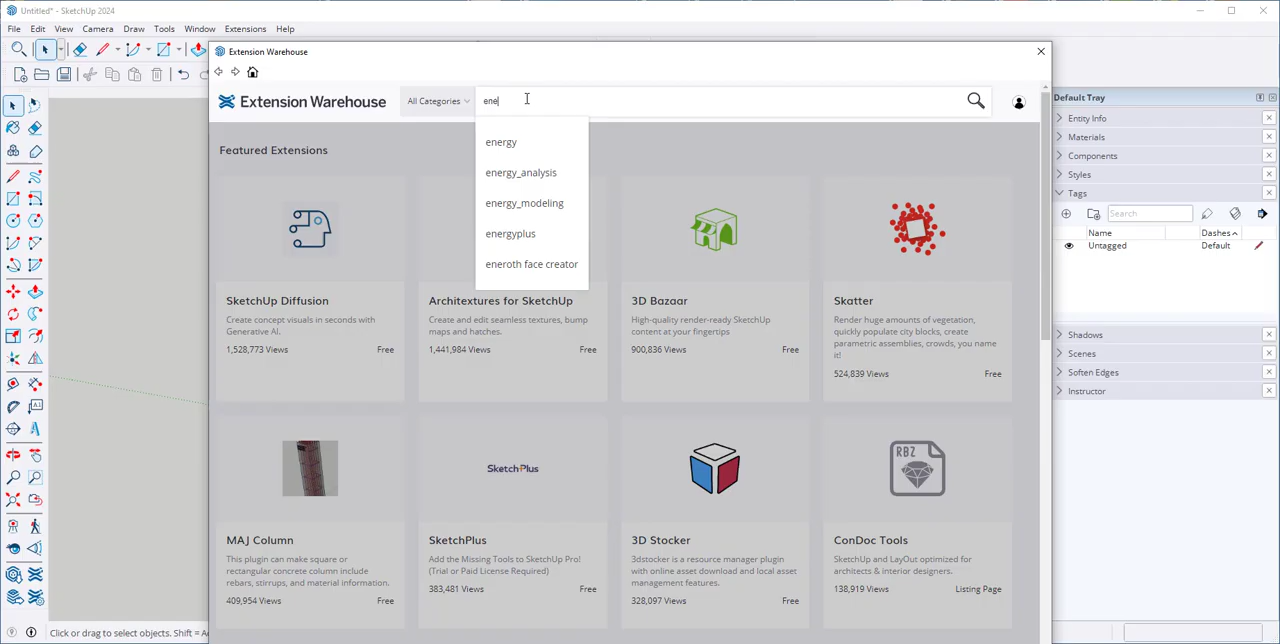 Untitled* - SketchUp 2024
File Edit View Camera Draw Tools Window Extensions Help
Extension Warehouse
Extension Warehouse
All Categories
ene
energy
energy_analysis
energy_modeling
energyplus
eneroth face creator
Featured Extensions
SketchUp Diffusion
Create concept visuals in seconds with
Generative AI.
1,528,773 Views Free
Architextures for SketchUp
Create and edit seamless textures, bump
maps and hatches.
1,441,984 Views Free
3D Bazaar
High-quality render-ready SketchUp
content at your fingertips
900,836 Views Free
Skatter
Render huge amounts of vegetation,
quickly populate city blocks, create
parametric assemblies, crowds, you name
it!
524,839 Views Free
MAJ Column
This plugin can make square or
rectangular concrete column include
rebars, stirrups, and material information.
409,954 Views Free
SketchPlus
SketchPlus
Add the Missing Tools to SketchUp Pro!
(Trial or Paid License Required)
383,481 Views Free
3D Stocker
3dstocker is a resource manager plugin
with online asset download and local asset
management features.
328,097 Views Free
RBZ
ConDoc Tools
SketchUp and LayOut optimized for
architects & interior designers.
138,919 Views Listing Page
Default Tray
Entity Info
Materials
Components
Styles
Tags
Search
Name Dashes
Untagged Default
Shadows
Scenes
Soften Edges
Instructor
Click or drag to select objects. Shift = A